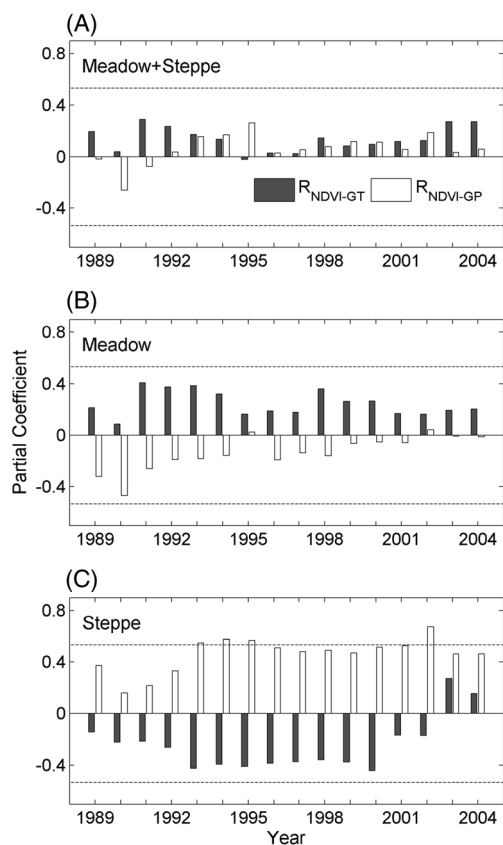 (A)
Meadow+Steppe
0.8
0.4
0
-0.4
R_NDVI-GT R_NDVI-GP
1989 1992 1995 1998 2001 2004
(B)
Meadow
0.8
0.4
0
-0.4
1989 1992 1995 1998 2001 2004
Partial Coefficient
(C)
Steppe
0.8
0.4
0
-0.4
1989 1992 1995 1998 2001 2004
Year